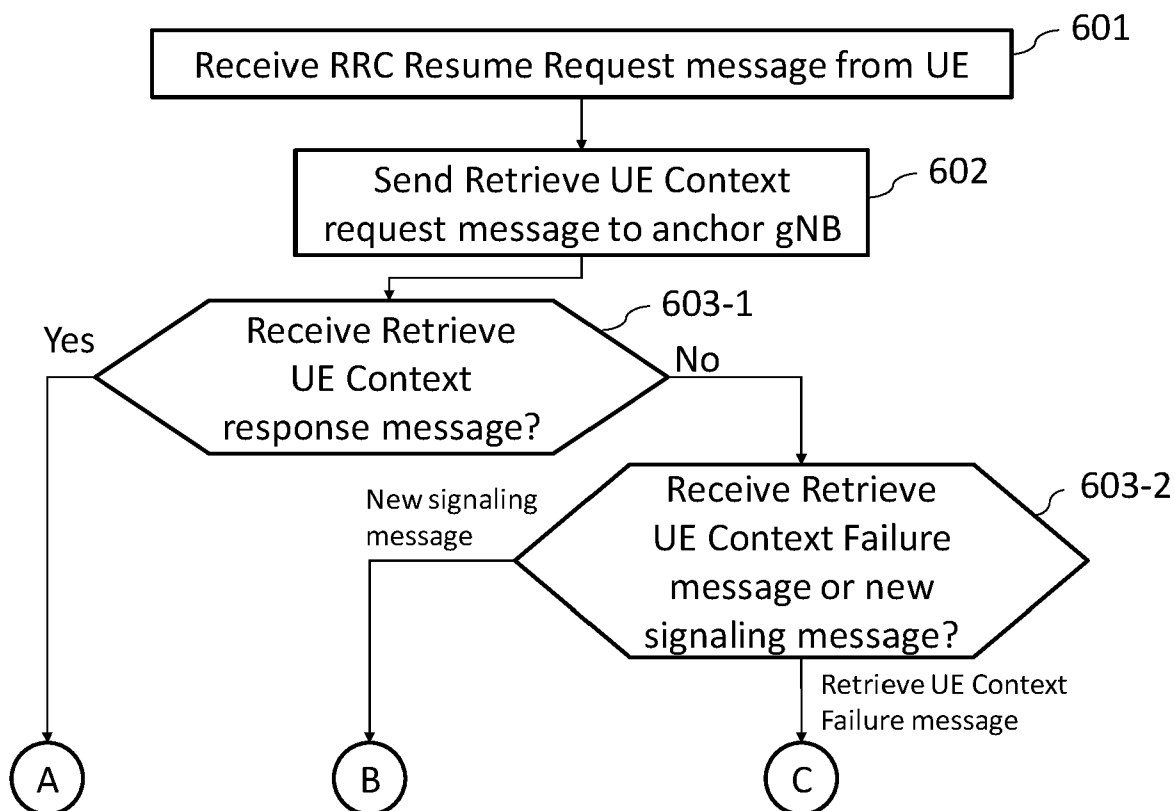 601
Receive RRC Resume Request message from UE
602
Send Retrieve UE Context
request message to anchor gNB
603-1
Yes
Receive Retrieve
UE Context
response message?
No
603-2
New signaling
message
Receive Retrieve
UE Context Failure
message or new
signaling message?
Retrieve UE Context
Failure message
A
B
C